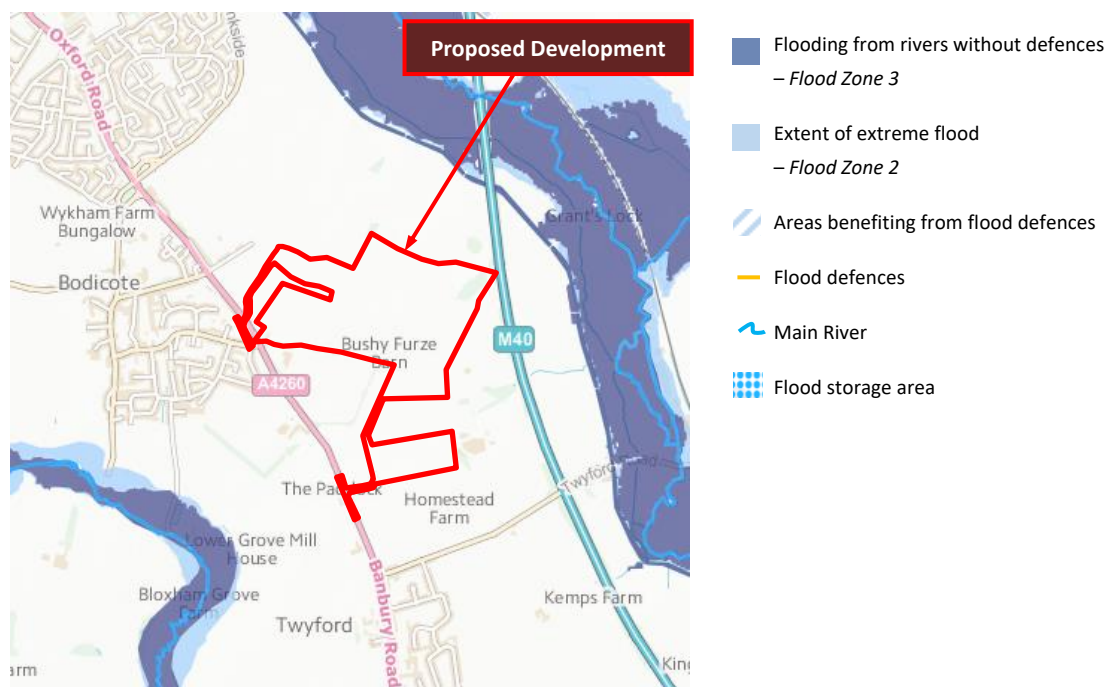 Proposed Development
nkside
Oxford Road
Wykham Farm
Bungalow
Bodicote
Grant's Lock
Bushy Furze
Barn
M40
A4260
The Paddock
Homestead
Farm
Twyford Road
Lower Grove Mill
House
Bloxham Grove
Farm
Banbury Road
Twyford
Kemps Farm
arm
King
Flooding from rivers without defences
– Flood Zone 3
Extent of extreme flood
– Flood Zone 2
Areas benefiting from flood defences
Flood defences
Main River
Flood storage area